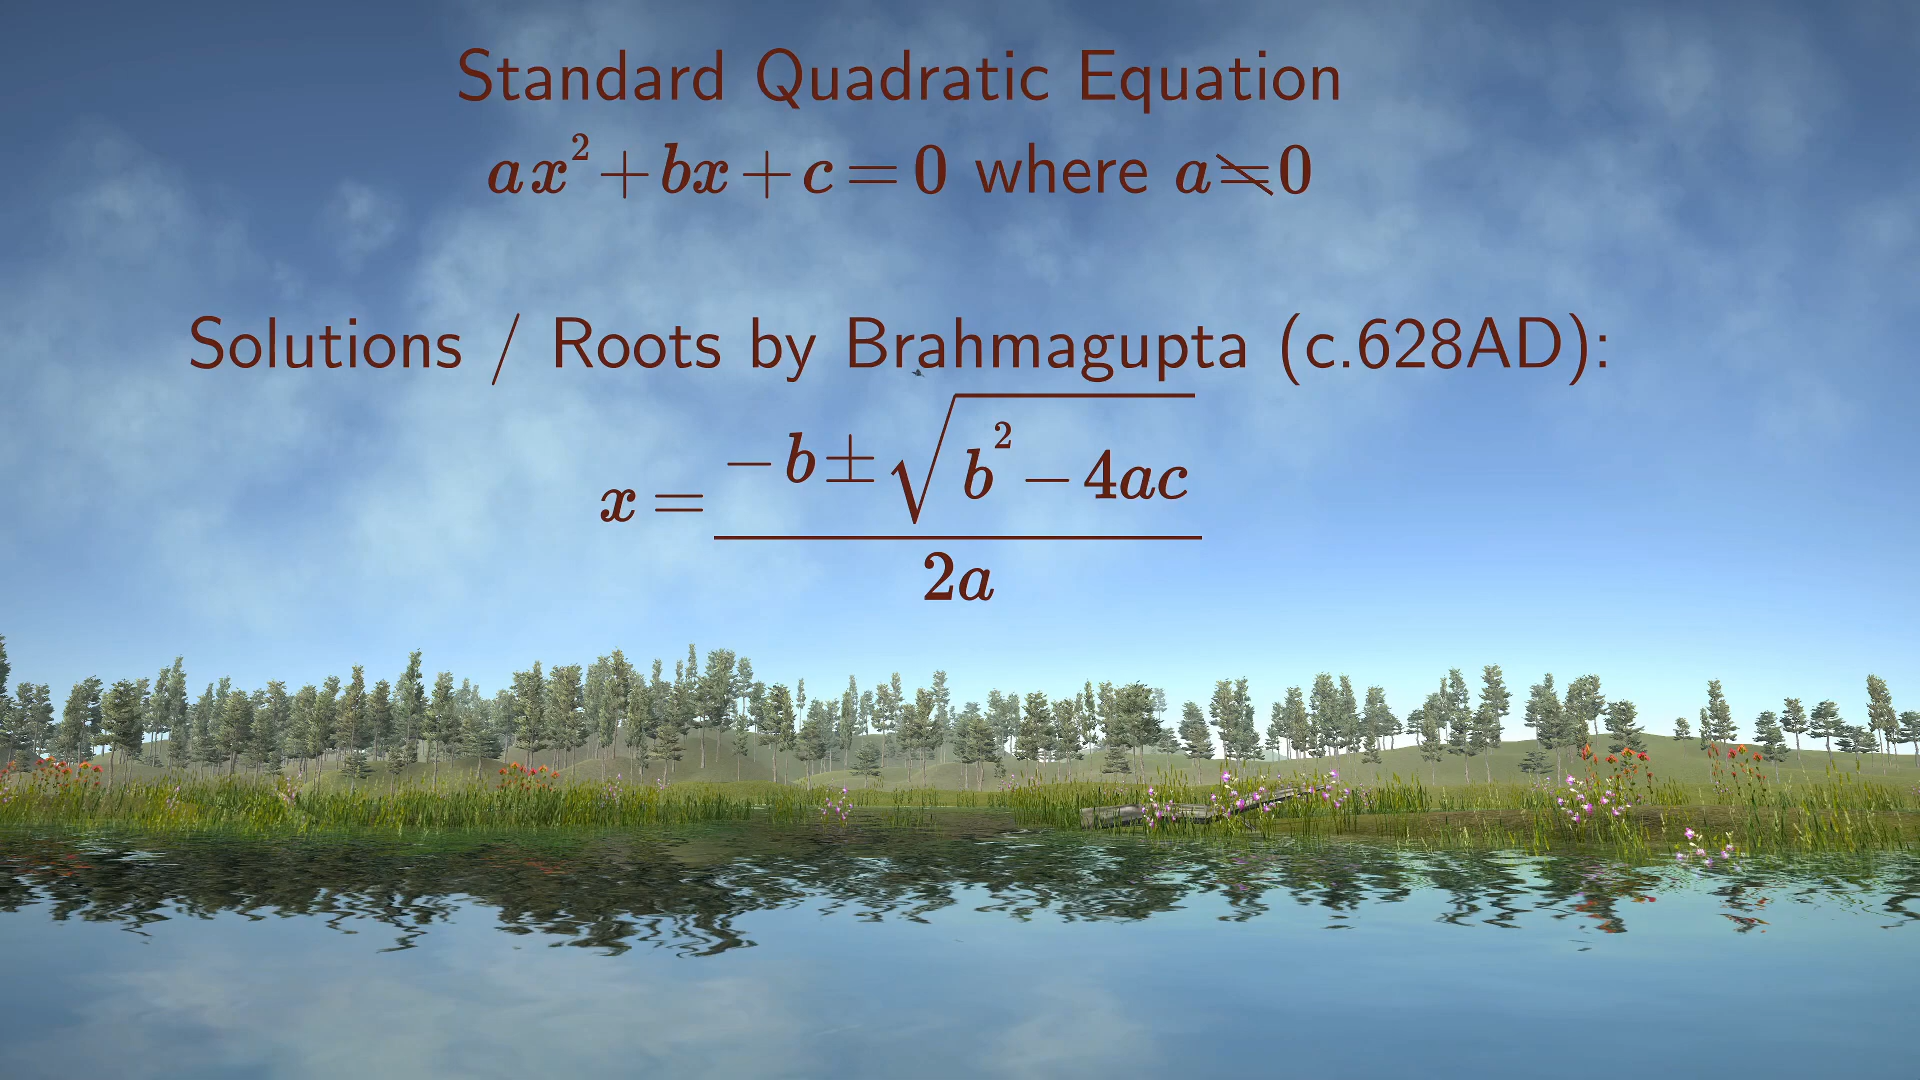 Standard Quadratic Equation
ax² + bx + c = 0 where a ≠ 0
Solutions / Roots by Brahmagupta (c.628AD):
x = (-b ± √(b² - 4ac)) / 2a